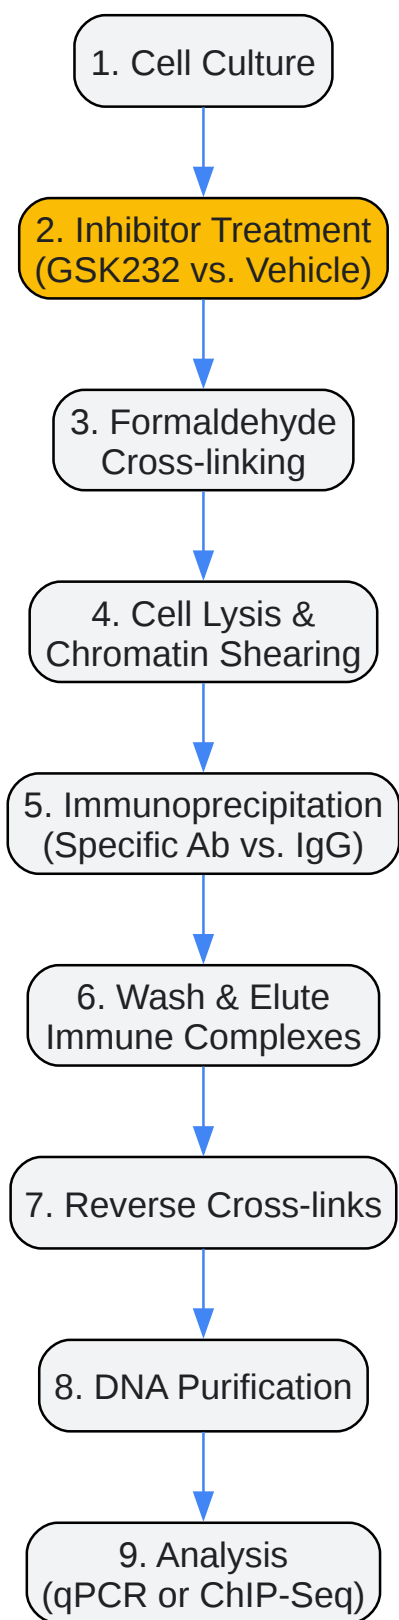 1. Cell Culture
2. Inhibitor Treatment
(GSK232 vs. Vehicle)
3. Formaldehyde
Cross-linking
4. Cell Lysis &
Chromatin Shearing
5. Immunoprecipitation
(Specific Ab vs. IgG)
6. Wash & Elute
Immune Complexes
7. Reverse Cross-links
8. DNA Purification
9. Analysis
(qPCR or ChIP-Seq)